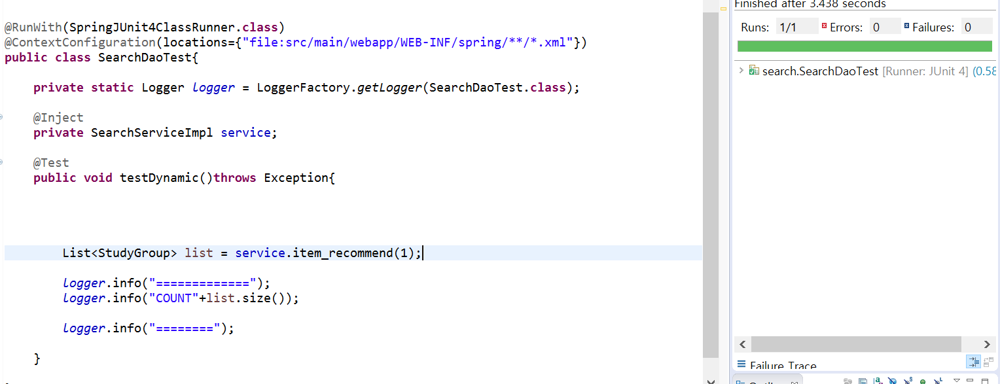 Finished after 3.438 seconds
@RunWith(SpringJUnit4ClassRunner.class)
@ContextConfiguration(locations={"file:src/main/webapp/WEB-INF/spring/**/*.xml"})
public class SearchDaoTest{
private static Logger logger = LoggerFactory.getLogger(SearchDaoTest.class);
@Inject
private SearchServiceImpl service;
@Test
public void testDynamic()throws Exception{
List<StudyGroup> list = service.item_recommend(1);
logger.info("=============");
logger.info("COUNT"+list.size());
logger.info("========");
}
Runs: 1/1 Errors: 0 Failures: 0
search.SearchDaoTest [Runner: JUnit 4] (0.58
Failure Trace